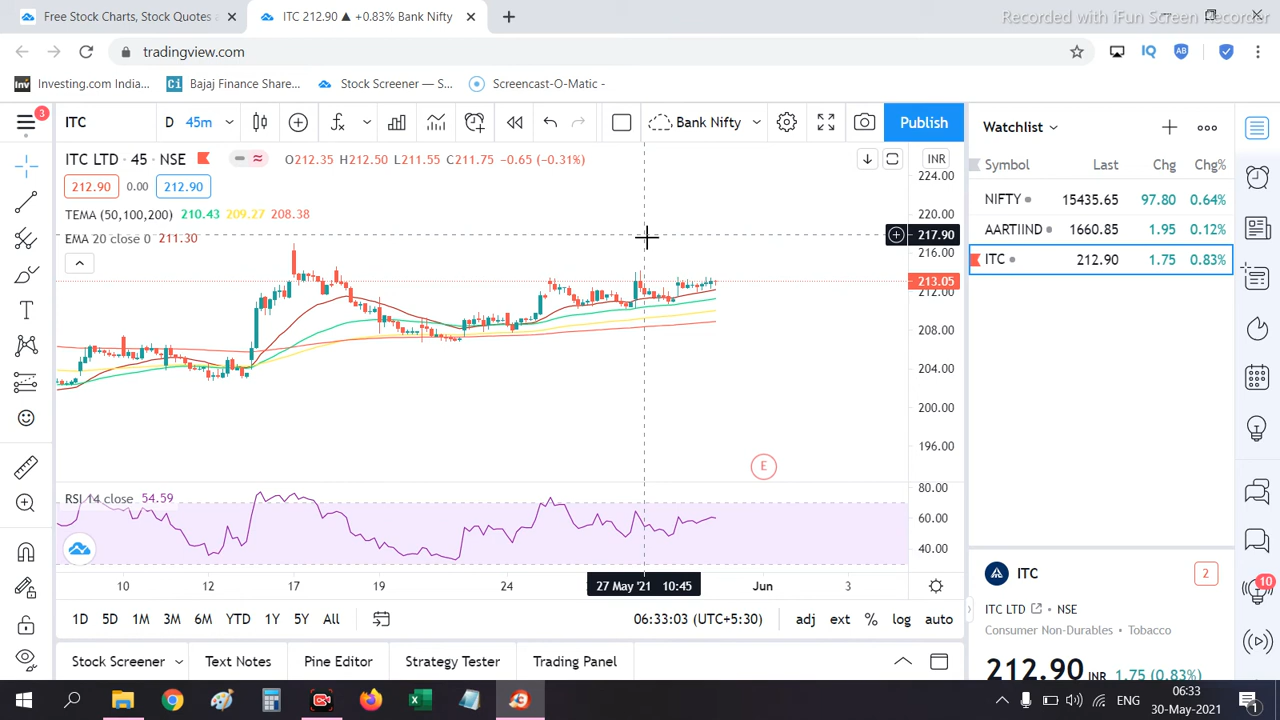 Free Stock Charts, Stock Quotes
ITC 212.90 ▲ +0.83% Bank Nifty
Recorded with iFun Screen Recorder
tradingview.com
IQ
AB
Inv
Investing.com India...
Ci
Bajaj Finance Share...
Stock Screener — S...
Screencast-O-Matic -
3
ITC
D
45m
Bank Nifty
Publish
Watchlist
ITC LTD · 45 · NSE
O212.35 H212.50 L211.55 C211.75 −0.65 (−0.31%)
INR
Symbol
Last
Chg
Chg%
212.90
0.00
212.90
224.00
NIFTY
15435.65
97.80
0.64%
TEMA (50,100,200) 210.43 209.27 208.38
220.00
AARTIIND
1660.85
1.95
0.12%
EMA 20 close 0 211.30
217.90
216.00
ITC
212.90
1.75
0.83%
213.05
212.00
208.00
204.00
200.00
196.00
E
RSI 14 close 54.59
80.00
60.00
40.00
10
12
17
19
24
27 May '21 10:45
Jun
3
ITC
2
ITC LTD
NSE
Consumer Non-Durables • Tobacco
10
1D
5D
1M
3M
6M
YTD
1Y
5Y
All
06:33:03 (UTC+5:30)
adj
ext
%
log
auto
Stock Screener
Text Notes
Pine Editor
Strategy Tester
Trading Panel
212.90 INR 1.75 (0.83%)
ENG
06:33
30-May-2021
1